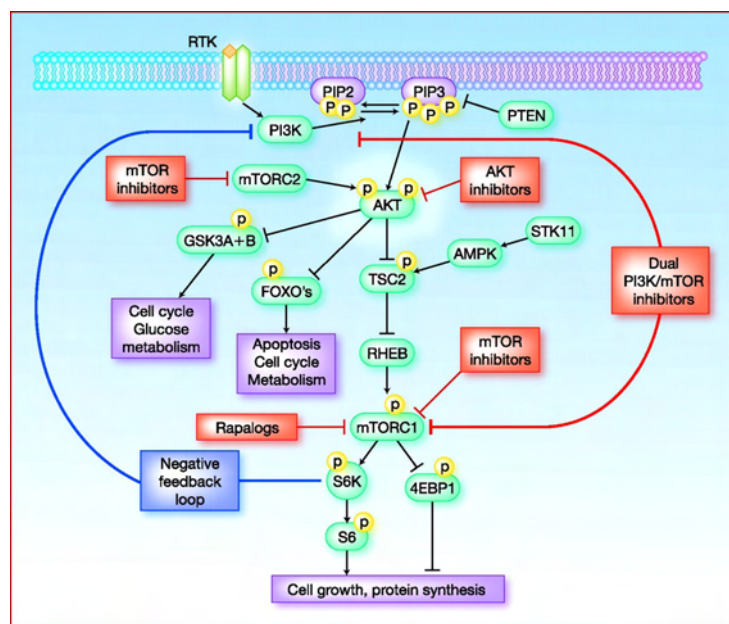 RTK
PIP2
PIP3
P P
P P P
PTEN
PI3K
mTOR
inhibitors
mTORC2
p
p
AKT
AKT
inhibitors
p
GSK3A+B
p
FOXO's
p
TSC2
AMPK
STK11
Dual
PI3K/mTOR
inhibitors
Cell cycle
Glucose
metabolism
Apoptosis
Cell cycle
Metabolism
RHEB
mTOR
inhibitors
p
mTORC1
Rapalogs
Negative
feedback
loop
p
S6K
p
4EBP1
p
S6
Cell growth, protein synthesis